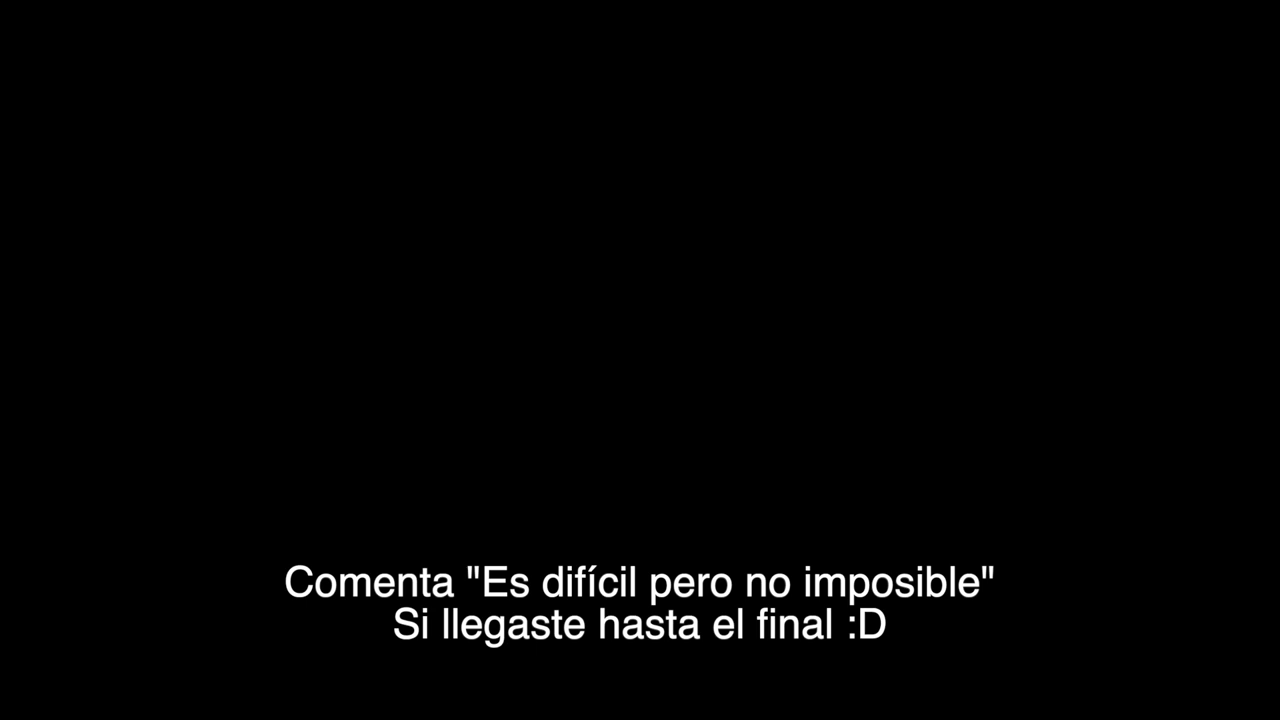 Comenta "Es difícil pero no imposible"
Si llegaste hasta el final :D